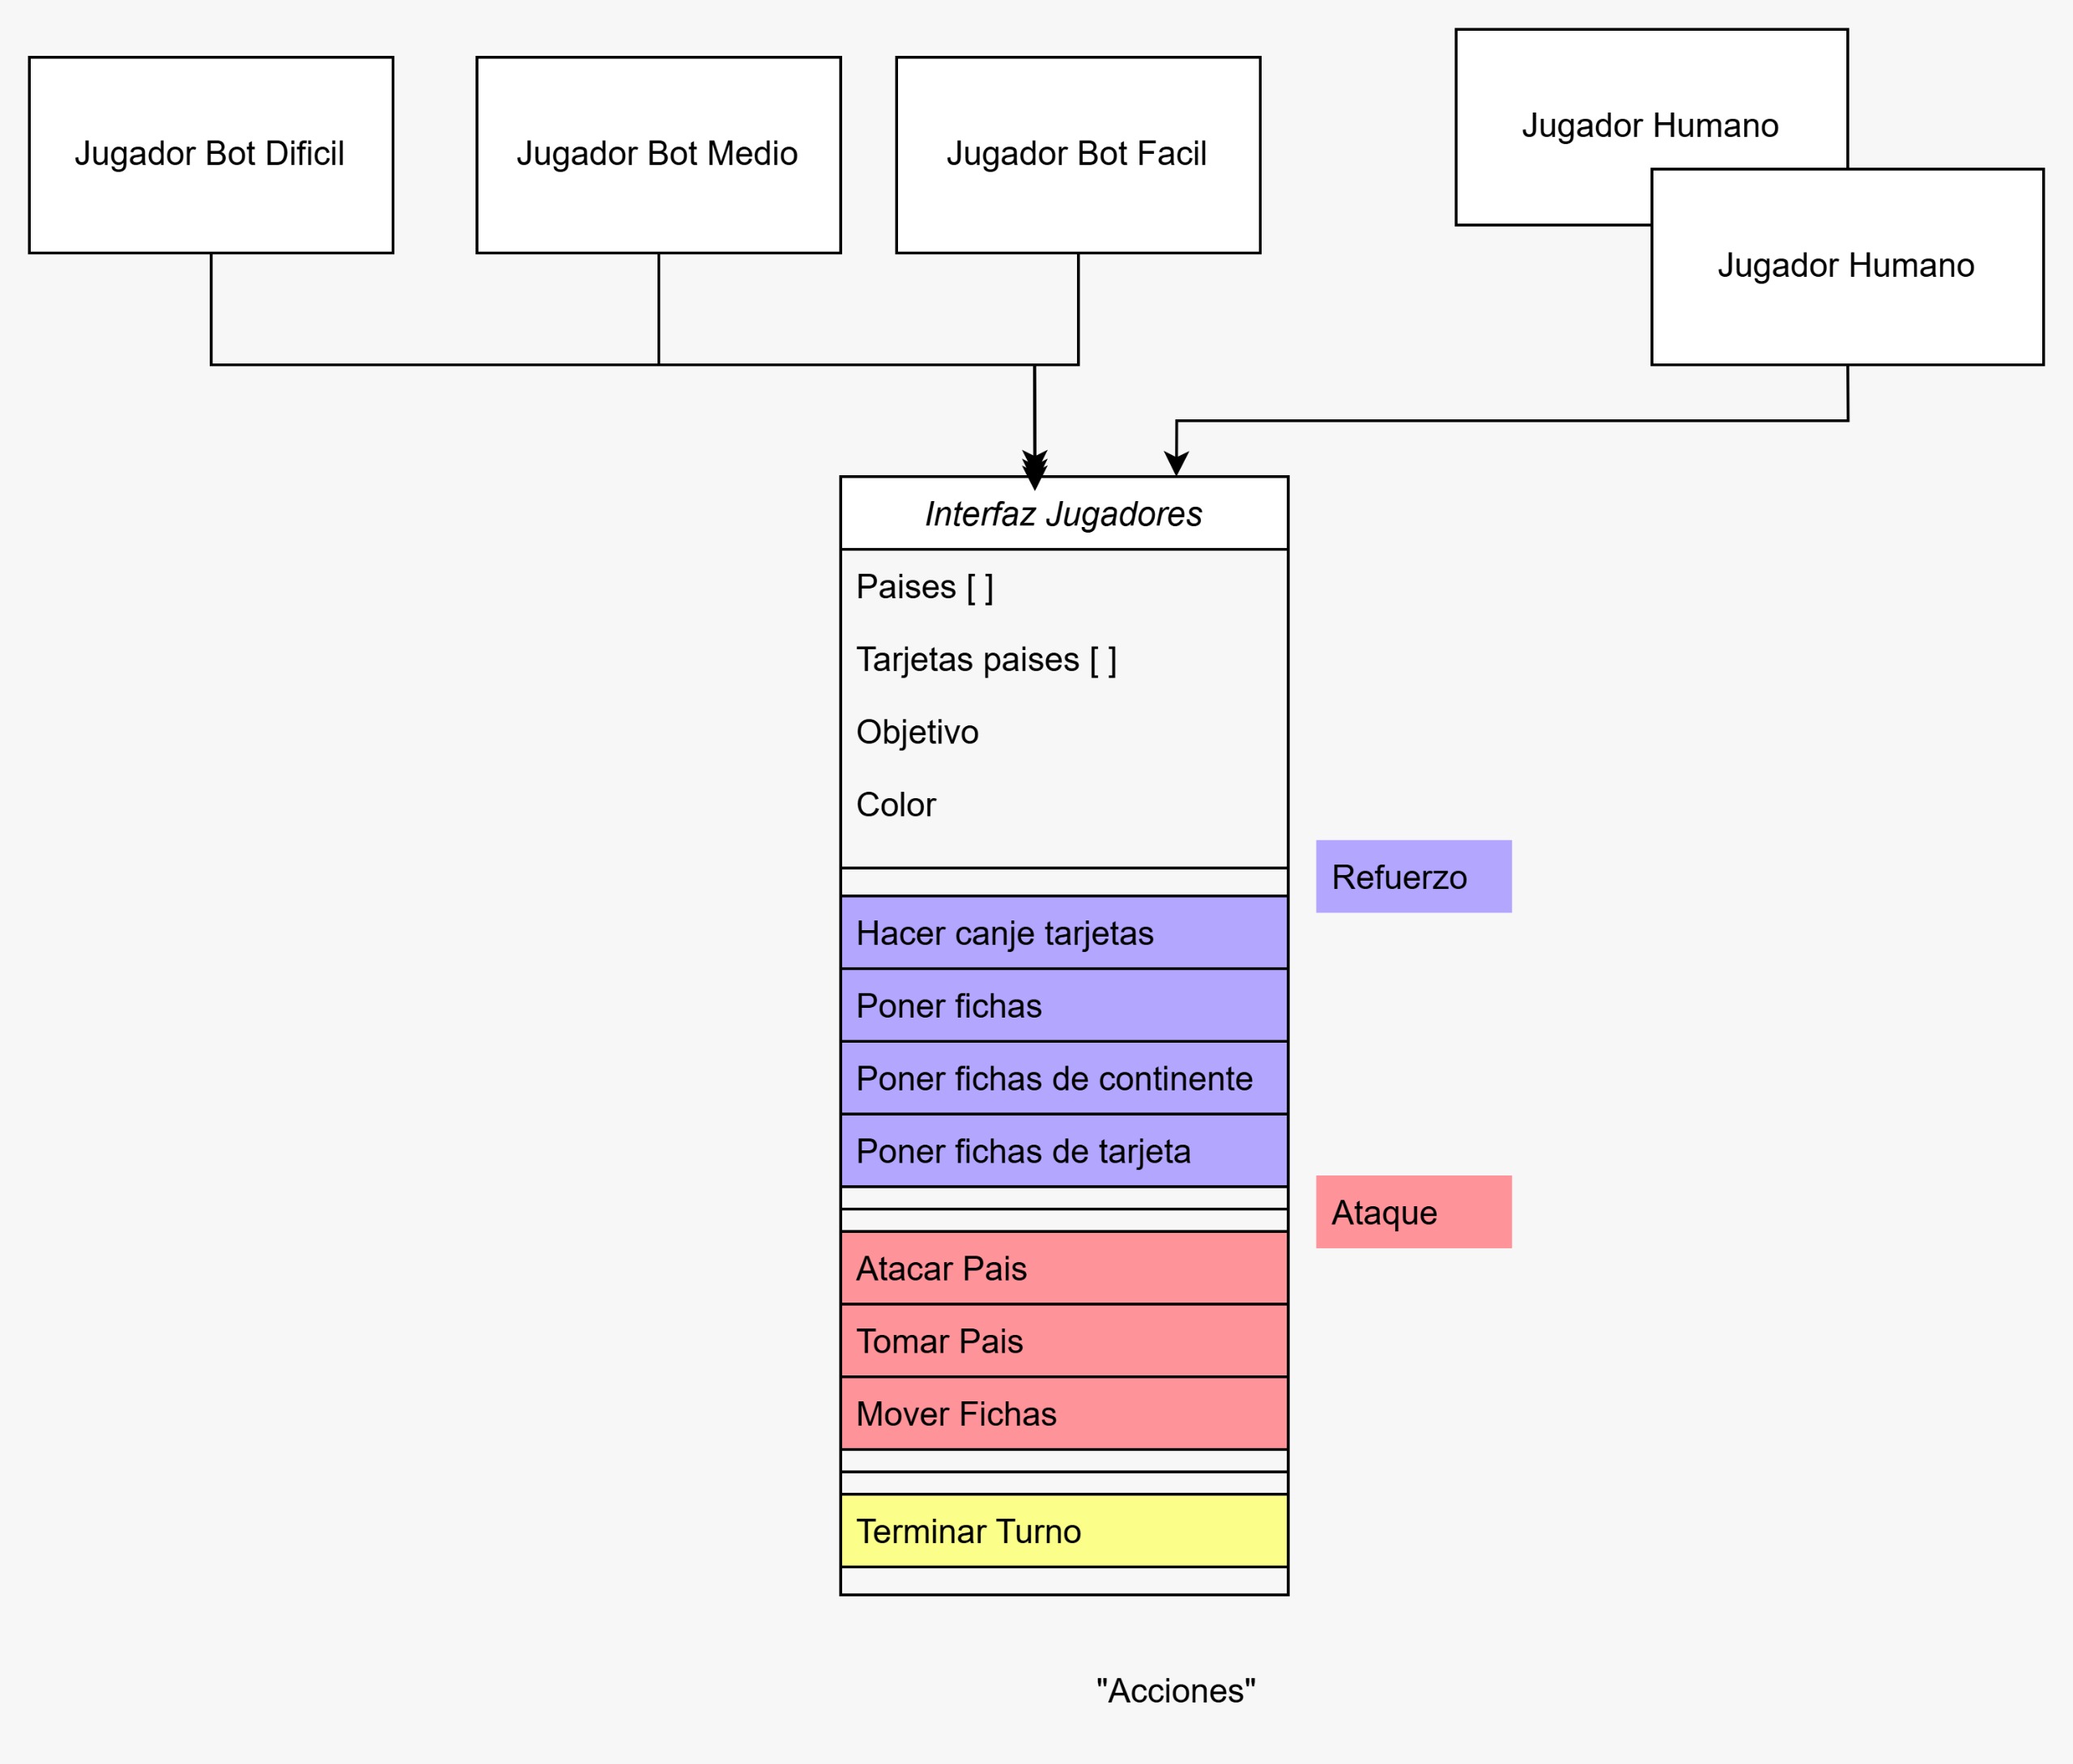 Jugador Bot Dificil
Jugador Bot Medio
Jugador Bot Facil
Jugador Humano
Jugador Humano
Interfaz Jugadores
Paises [ ]
Tarjetas paises [ ]
Objetivo
Color
Refuerzo
Hacer canje tarjetas
Poner fichas
Poner fichas de continente
Poner fichas de tarjeta
Ataque
Atacar Pais
Tomar Pais
Mover Fichas
Terminar Turno
"Acciones"